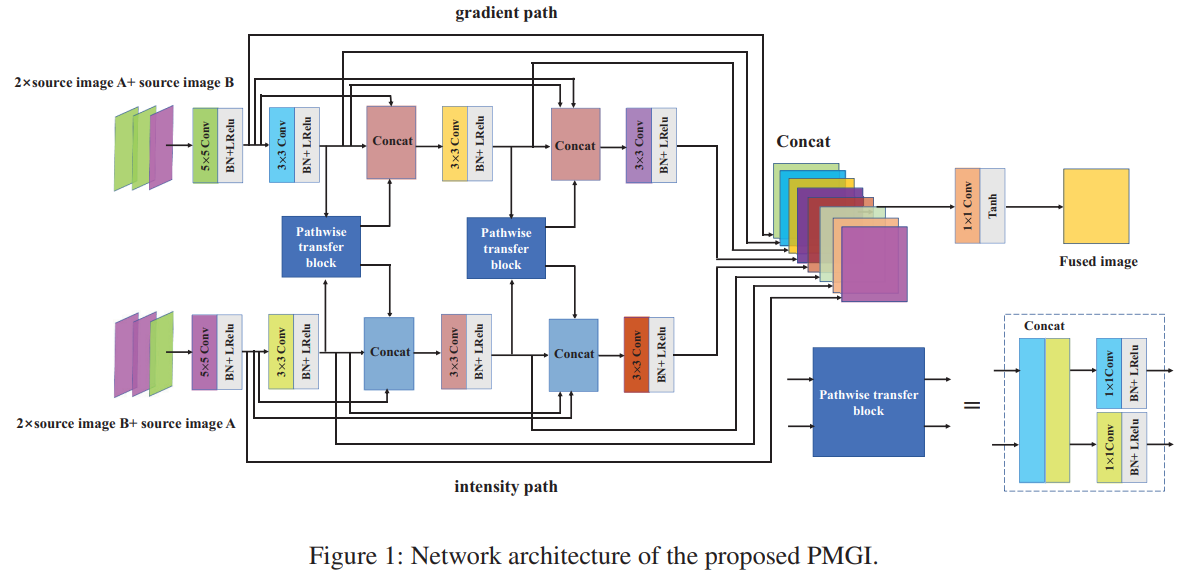 gradient path
2×source image A+ source image B
5×5 Conv
BN+LRelu
3×3 Conv
BN+ LRelu
Concat
3×3 Conv
BN+ LRelu
Concat
3×3 Conv
BN+ LRelu
Concat
1×1 Conv
Tanh
Fused image
Pathwise
transfer
block
Pathwise
transfer
block
5×5 Conv
BN+ LRelu
3×3 Conv
BN+ LRelu
Concat
3×3 Conv
BN+ LRelu
Concat
3×3 Conv
BN+ LRelu
2×source image B+ source image A
intensity path
Pathwise transfer
block
=
Concat
1×1Conv
BN+ LRelu
1×1Conv
BN+ LRelu
Figure 1: Network architecture of the proposed PMGI.